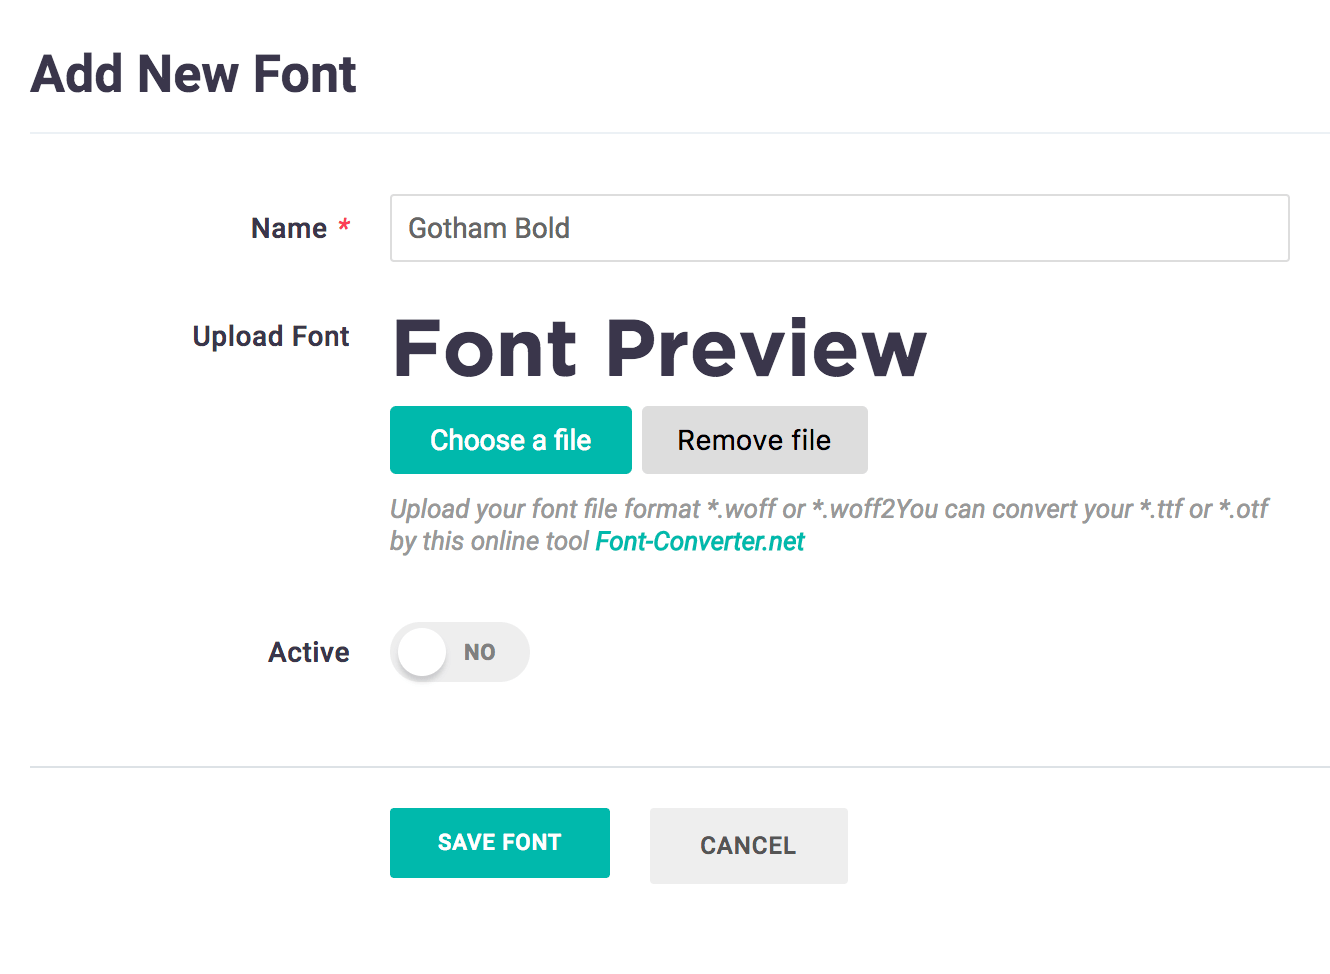 Add New Font
Name *
Gotham Bold
Upload Font
Font Preview
Choose a file
Remove file
Upload your font file format *.woff or *.woff2You can convert your *.ttf or *.otf
by this online tool Font-Converter.net
Active
NO
SAVE FONT
CANCEL